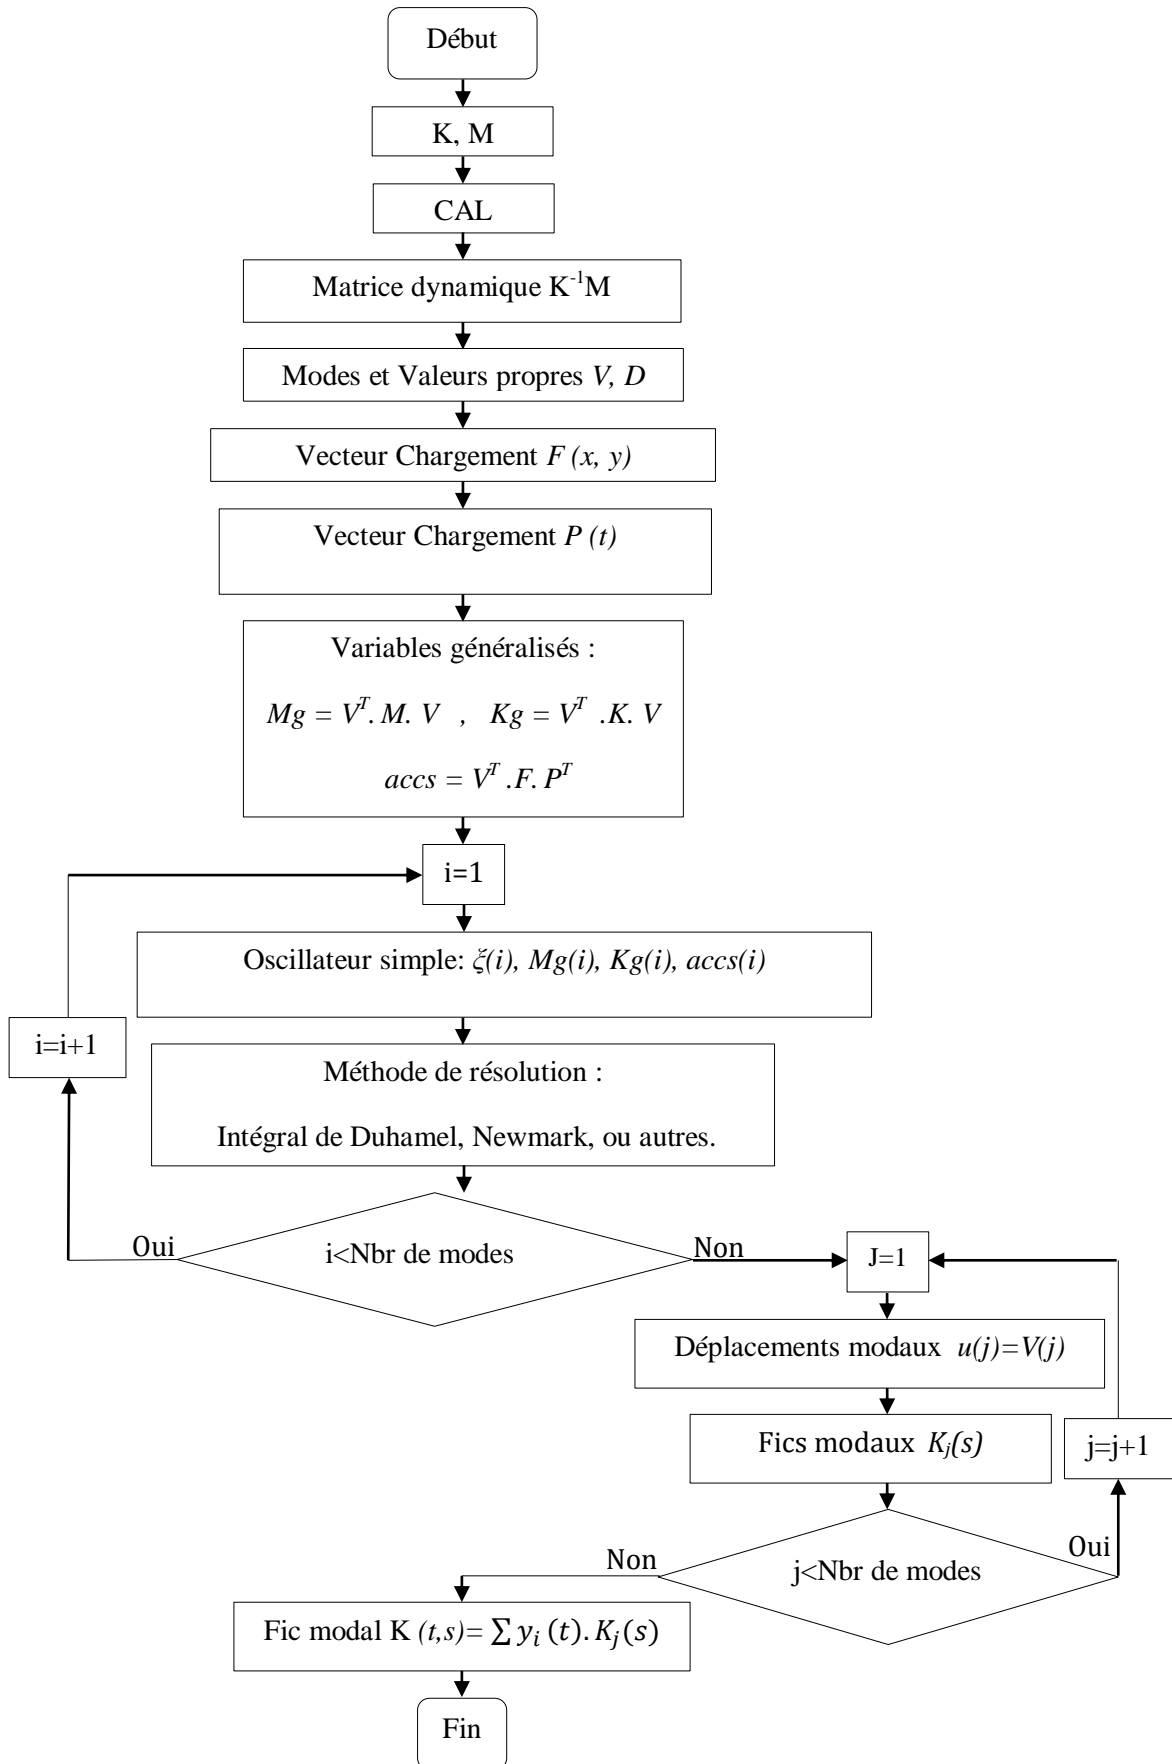 Début
K, M
CAL
Matrice dynamique K⁻¹M
Modes et Valeurs propres V, D
Vecteur Chargement F (x, y)
Vecteur Chargement P (t)
Variables généralisés :
Mg = Vᵀ. M. V , Kg = Vᵀ .K. V
accs = Vᵀ .F. Pᵀ
i=1
Oscillateur simple: ξ(i), Mg(i), Kg(i), accs(i)
i=i+1
Méthode de résolution :
Intégral de Duhamel, Newmark, ou autres.
Oui
i<Nbr de modes
Non
J=1
Déplacements modaux u(j)=V(j)
Fics modaux Kⱼ(s)
j=j+1
Non
j<Nbr de modes
Oui
Fic modal K (t,s)= ∑ yᵢ (t). Kⱼ(s)
Fin